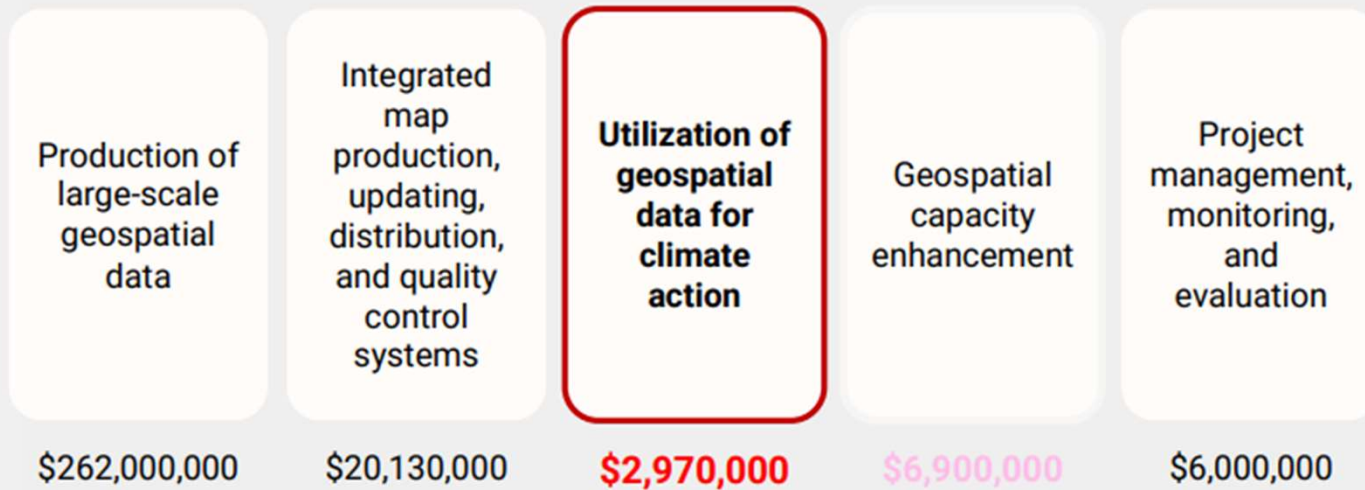 Production of
large-scale
geospatial
data
$262,000,000
Integrated
map
production,
updating,
distribution,
and quality
control
systems
$20,130,000
Utilization of
geospatial
data for
climate
action
$2,970,000
Geospatial
capacity
enhancement
$6,900,000
Project
management,
monitoring,
and
evaluation
$6,000,000